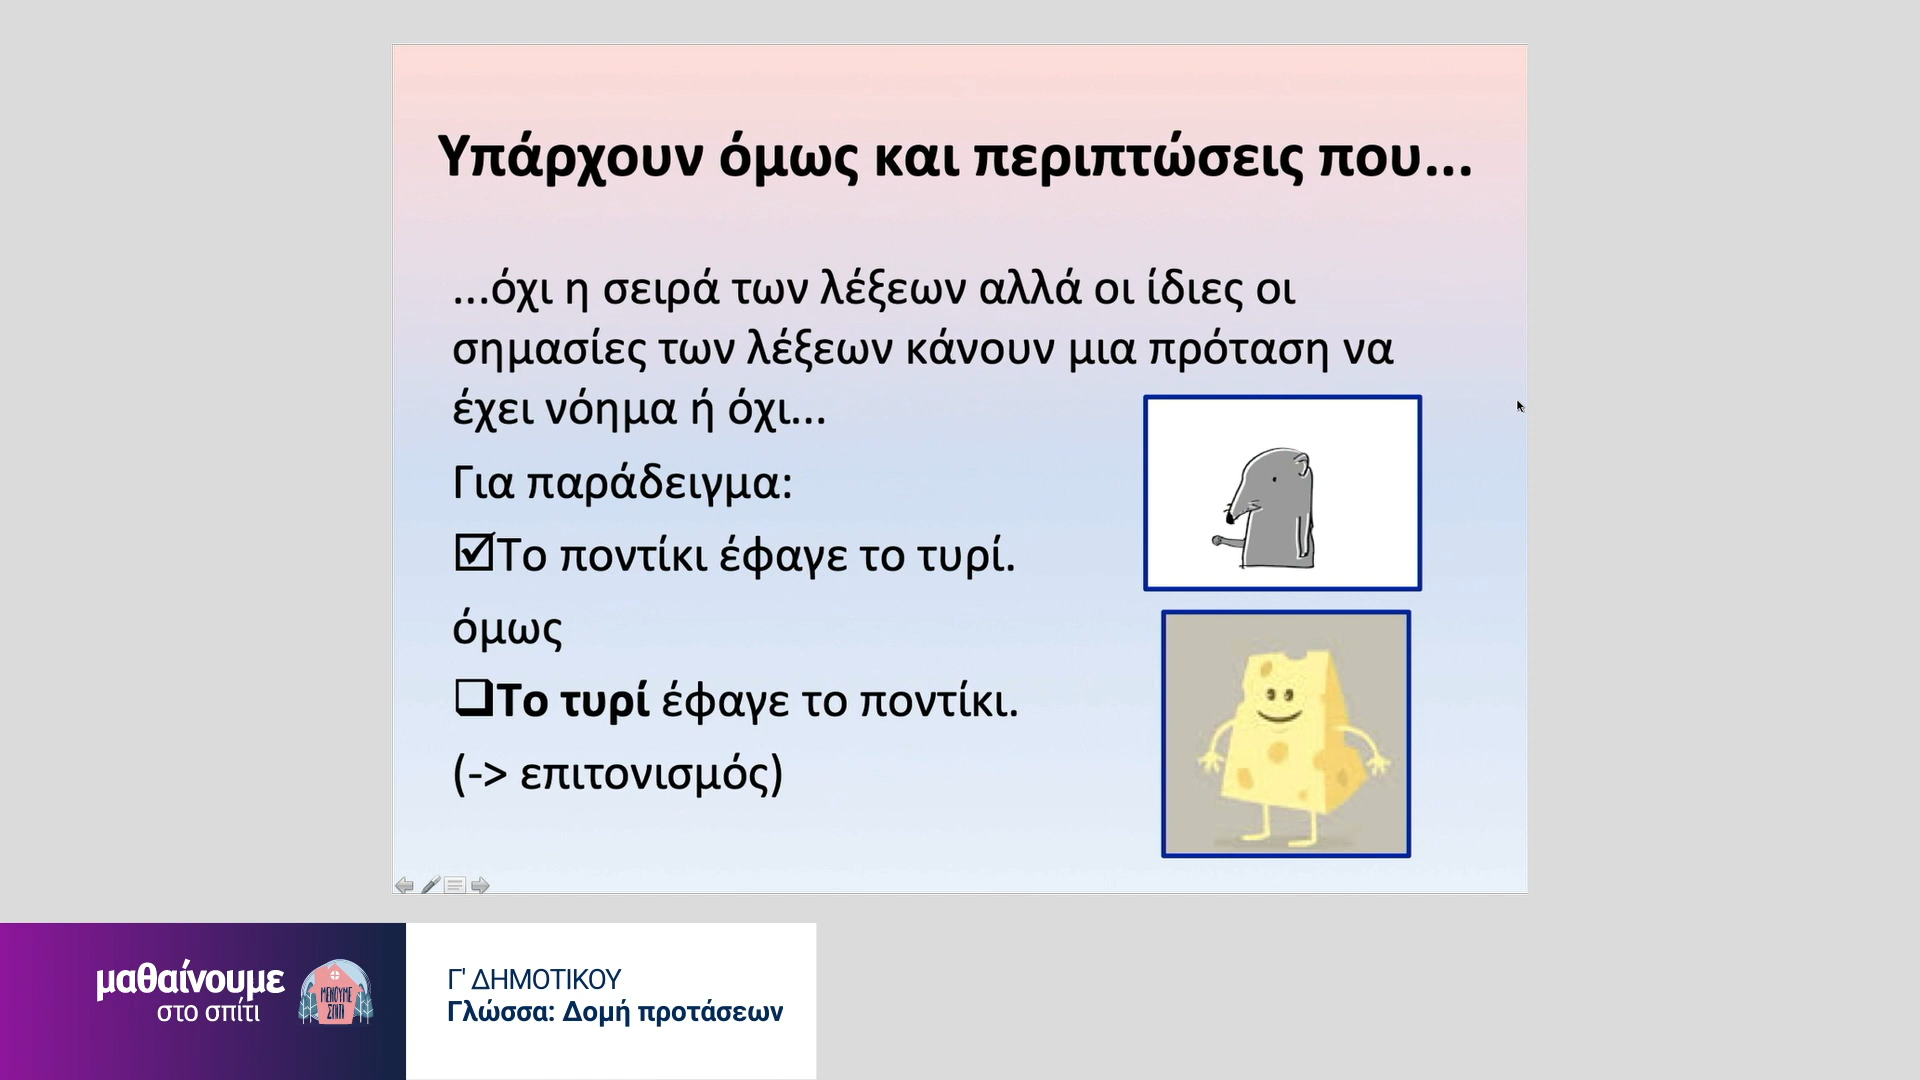 Υπάρχουν όμως και περιπτώσεις που...
...όχι η σειρά των λέξεων αλλά οι ίδιες οι
σημασίες των λέξεων κάνουν μια πρόταση να
έχει νόημα ή όχι...
Για παράδειγμα:
☑Το ποντίκι έφαγε το τυρί.
όμως
❑Το τυρί έφαγε το ποντίκι.
(-> επιτονισμός)
μαθαίνουμε
στο σπίτι
ΜΕΝΟΥΜΕ
ΣΠΙΤΙ
Γ' ΔΗΜΟΤΙΚΟΥ
Γλώσσα: Δομή προτάσεων